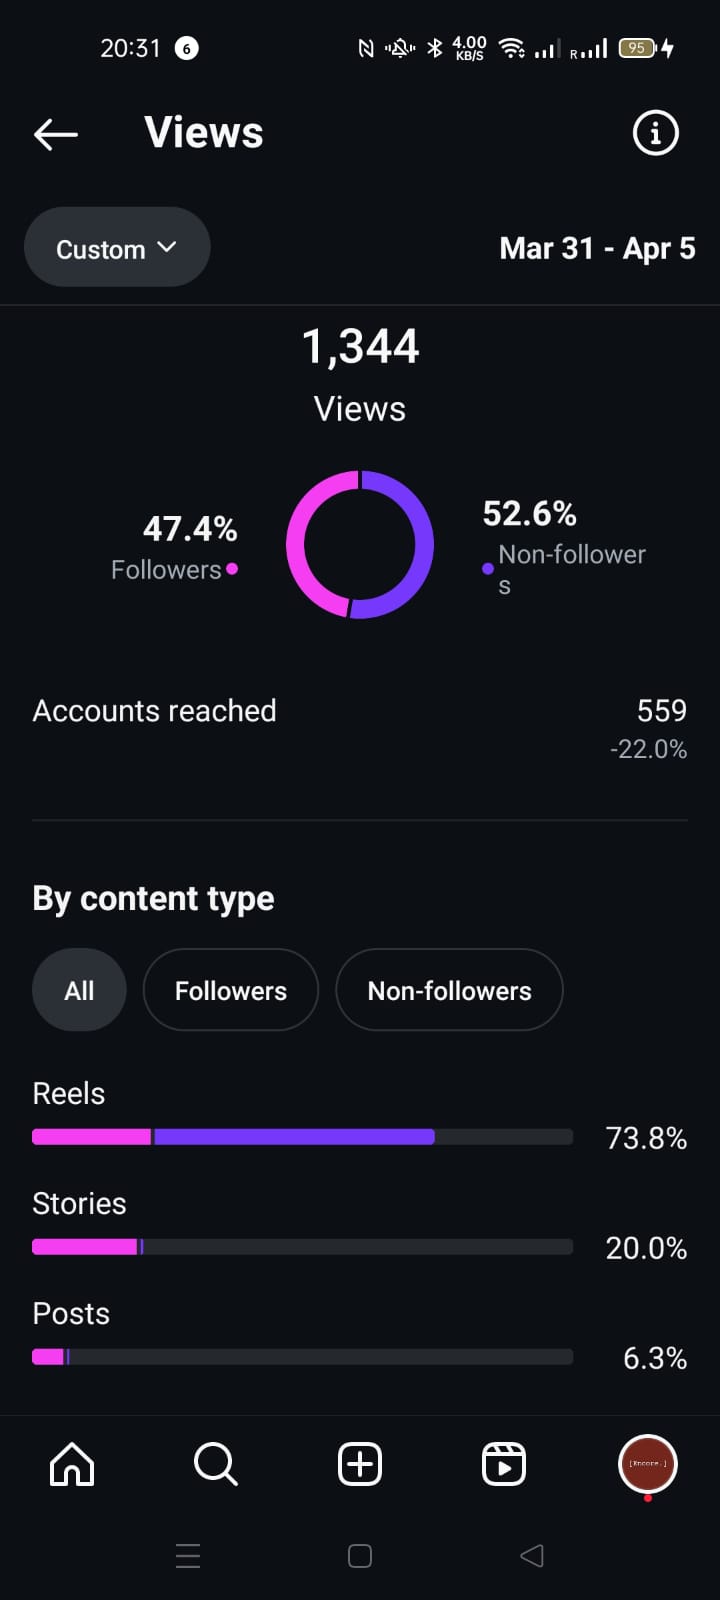 20:31 6 4.00 KB/S R 95
Views
Custom Mar 31 - Apr 5
1,344
Views
47.4%
Followers
52.6%
Non-follower
s
Accounts reached 559
-22.0%
By content type
All Followers Non-followers
Reels
73.8%
Stories
20.0%
Posts
6.3%
[Encore.]